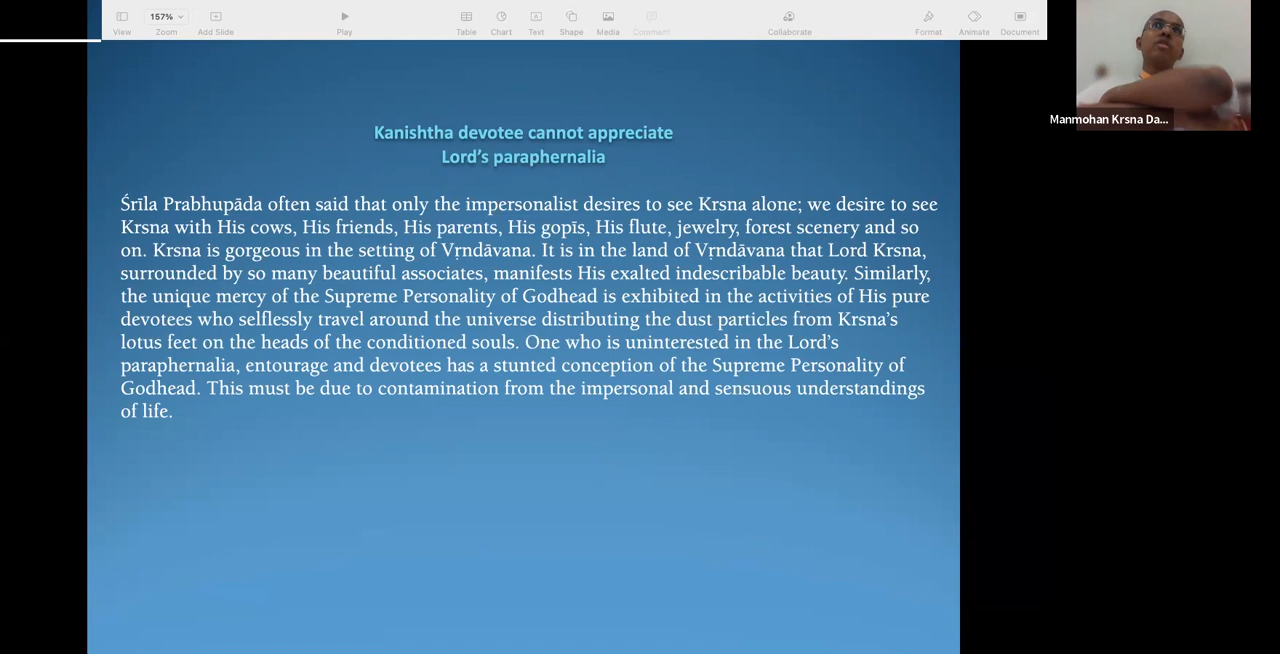 157%
View
Zoom
Add Slide
Play
Table
Chart
Text
Shape
Media
Comment
Collaborate
Format
Animate
Document
Manmohan Krsna Da...
Kanishtha devotee cannot appreciate
Lord's paraphernalia
Śrīla Prabhupāda often said that only the impersonalist desires to see Krsna alone; we desire to see
Krsna with His cows, His friends, His parents, His gopīs, His flute, jewelry, forest scenery and so
on. Krsna is gorgeous in the setting of Vṛndāvana. It is in the land of Vṛndāvana that Lord Krsna,
surrounded by so many beautiful associates, manifests His exalted indescribable beauty. Similarly,
the unique mercy of the Supreme Personality of Godhead is exhibited in the activities of His pure
devotees who selflessly travel around the universe distributing the dust particles from Krsna's
lotus feet on the heads of the conditioned souls. One who is uninterested in the Lord's
paraphernalia, entourage and devotees has a stunted conception of the Supreme Personality of
Godhead. This must be due to contamination from the impersonal and sensuous understandings
of life.